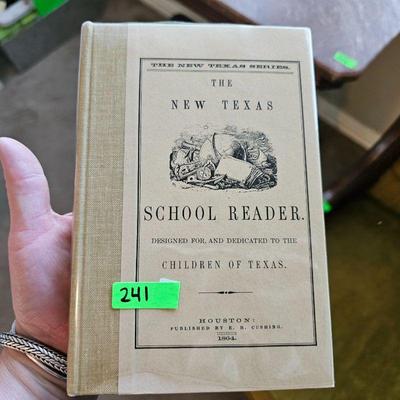 THE NEW TEXAS SERIES.
THE
NEW TEXAS
SCHOOL READER.
DESIGNED FOR, AND DEDICATED TO THE
CHILDREN OF TEXAS.
241
HOUSTON:
PUBLISHED BY E. H. CUSHING.
1864.